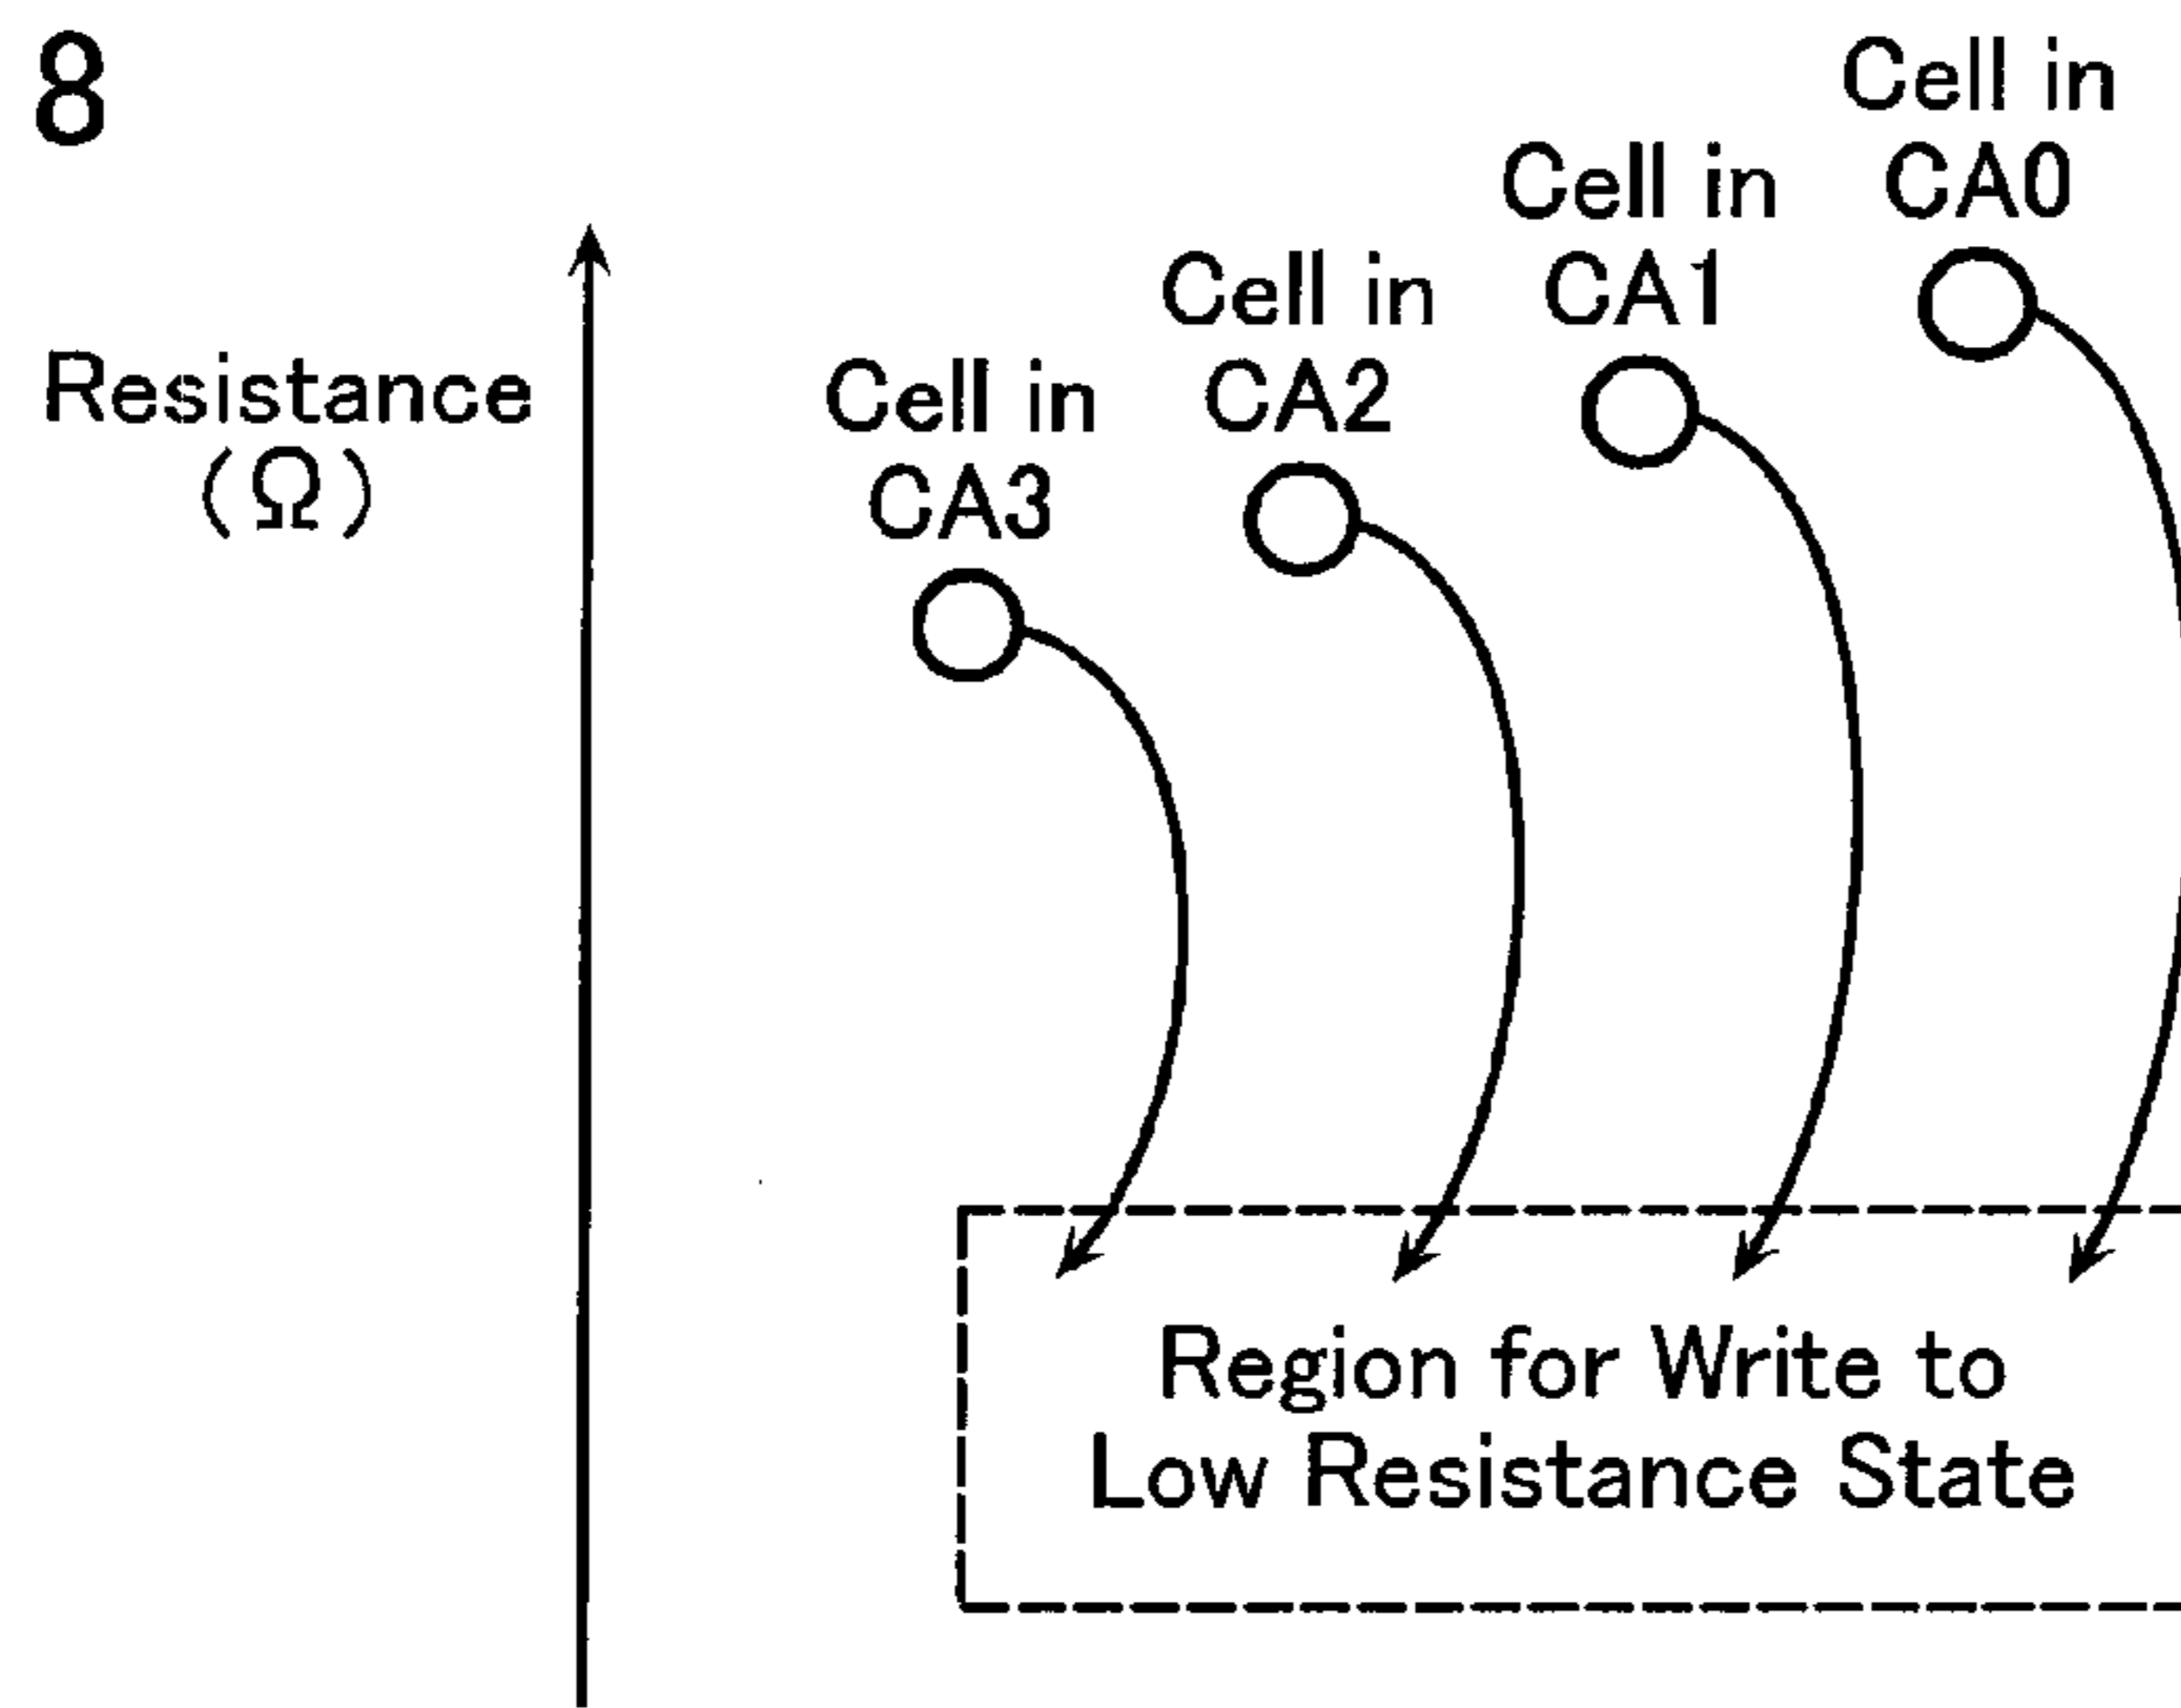 8
Cell in
CA0
Cell in
CA1
Cell in
CA2
Cell in
CA3
Resistance
(Ω)
Region for Write to
Low Resistance State